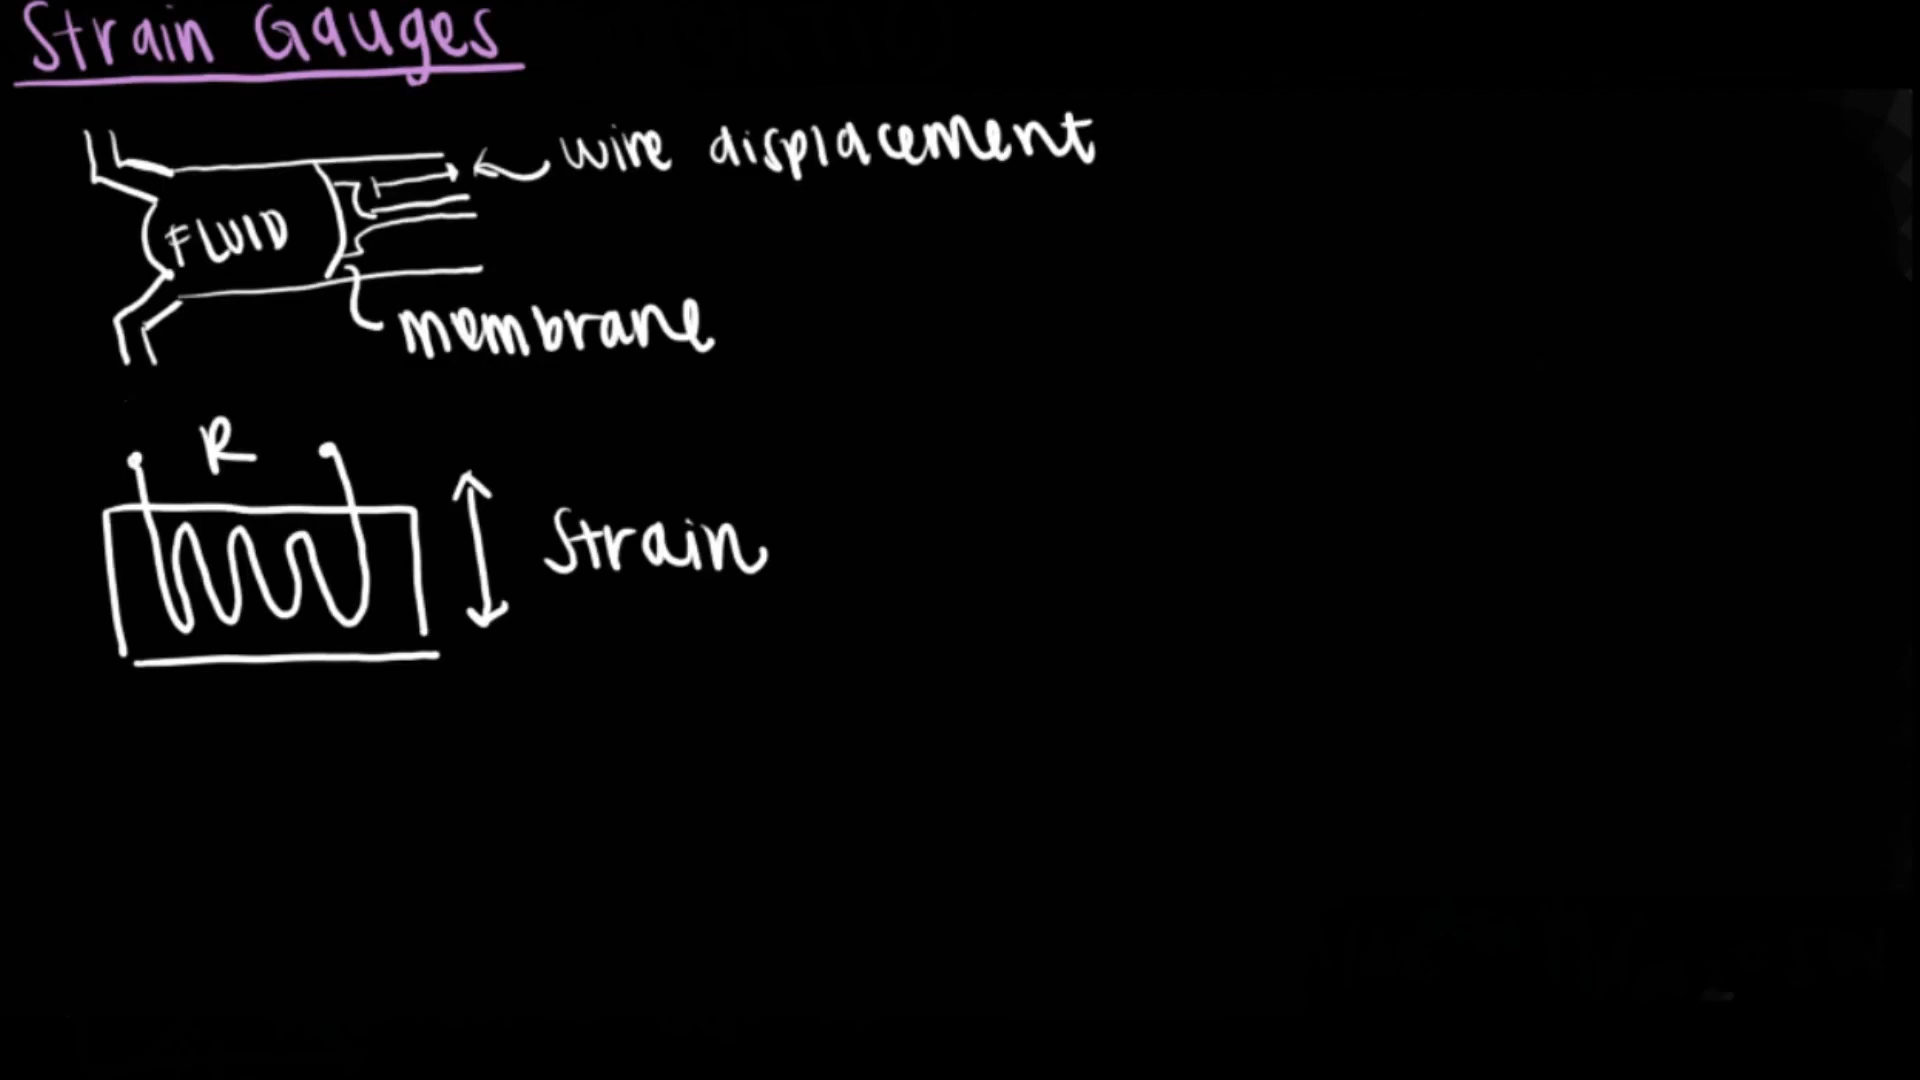 Strain Gauges
wire displacement
FLUID
membrane
R
Strain